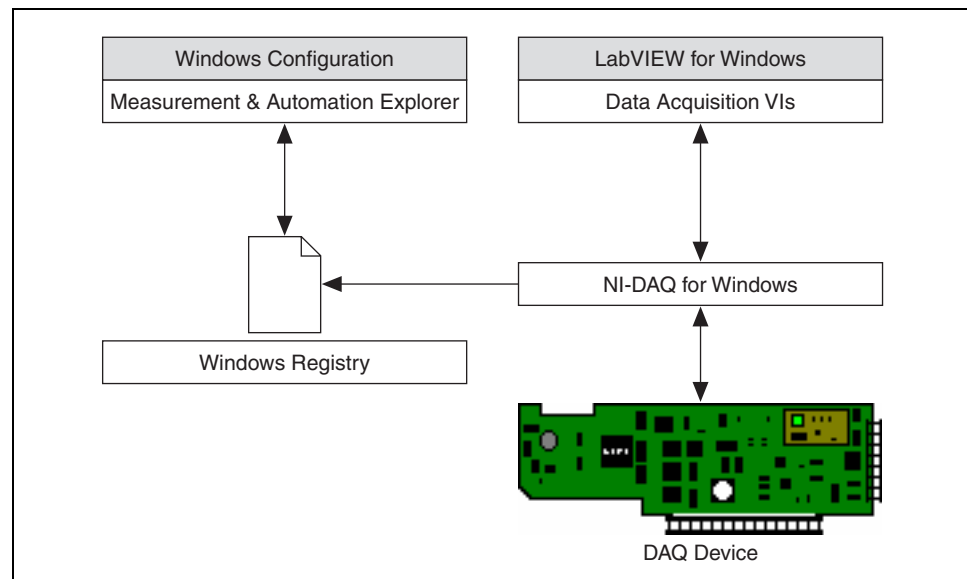 Windows Configuration
Measurement & Automation Explorer
LabVIEW for Windows
Data Acquisition VIs
NI-DAQ for Windows
Windows Registry
DAQ Device